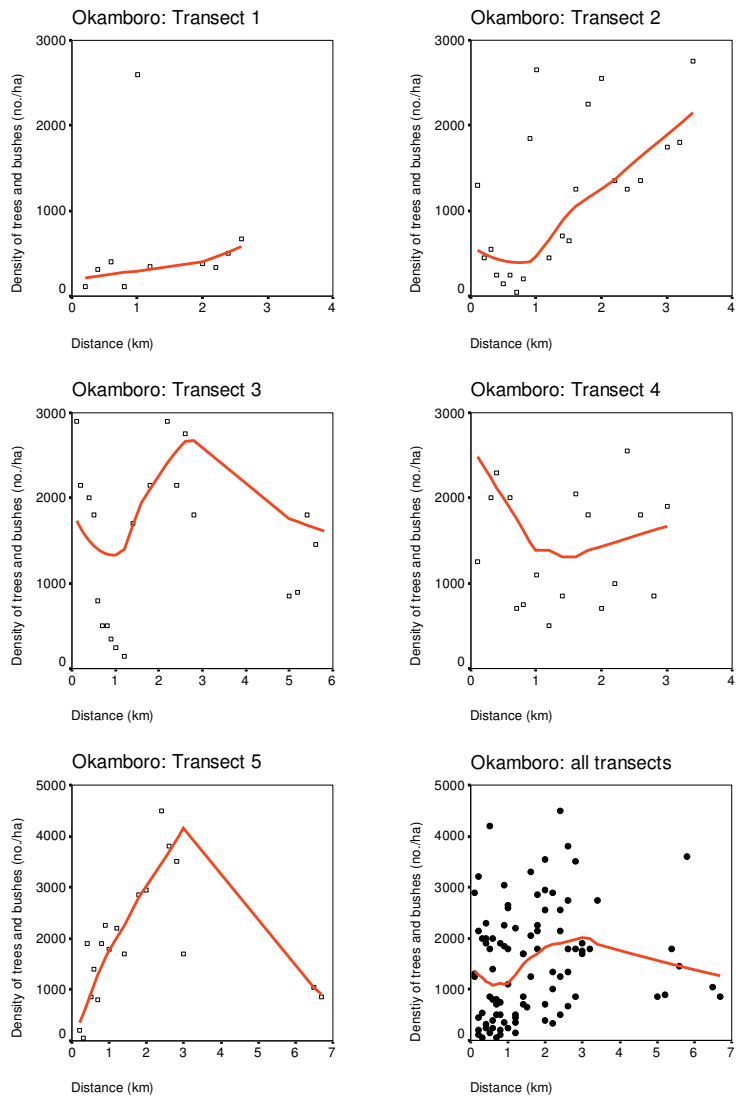 Okamboro: Transect 1
Density of trees and bushes (no./ha)
3000
2000
1000
0
0 1 2 3 4
Distance (km)
Okamboro: Transect 2
Density of trees and bushes (no./ha)
3000
2000
1000
0
0 1 2 3 4
Distance (km)
Okamboro: Transect 3
Density of trees and bushes (no./ha)
3000
2000
1000
0
0 1 2 3 4 5 6
Distance (km)
Okamboro: Transect 4
Density of trees and bushes (no./ha)
3000
2000
1000
0
0 1 2 3 4
Distance (km)
Okamboro: Transect 5
Density of trees and bushes (no./ha)
5000
4000
3000
2000
1000
0
0 1 2 3 4 5 6 7
Distance (km)
Okamboro: all transects
Denstiy of trees and bushes (no./ha)
5000
4000
3000
2000
1000
0
0 1 2 3 4 5 6 7
Distance (km)